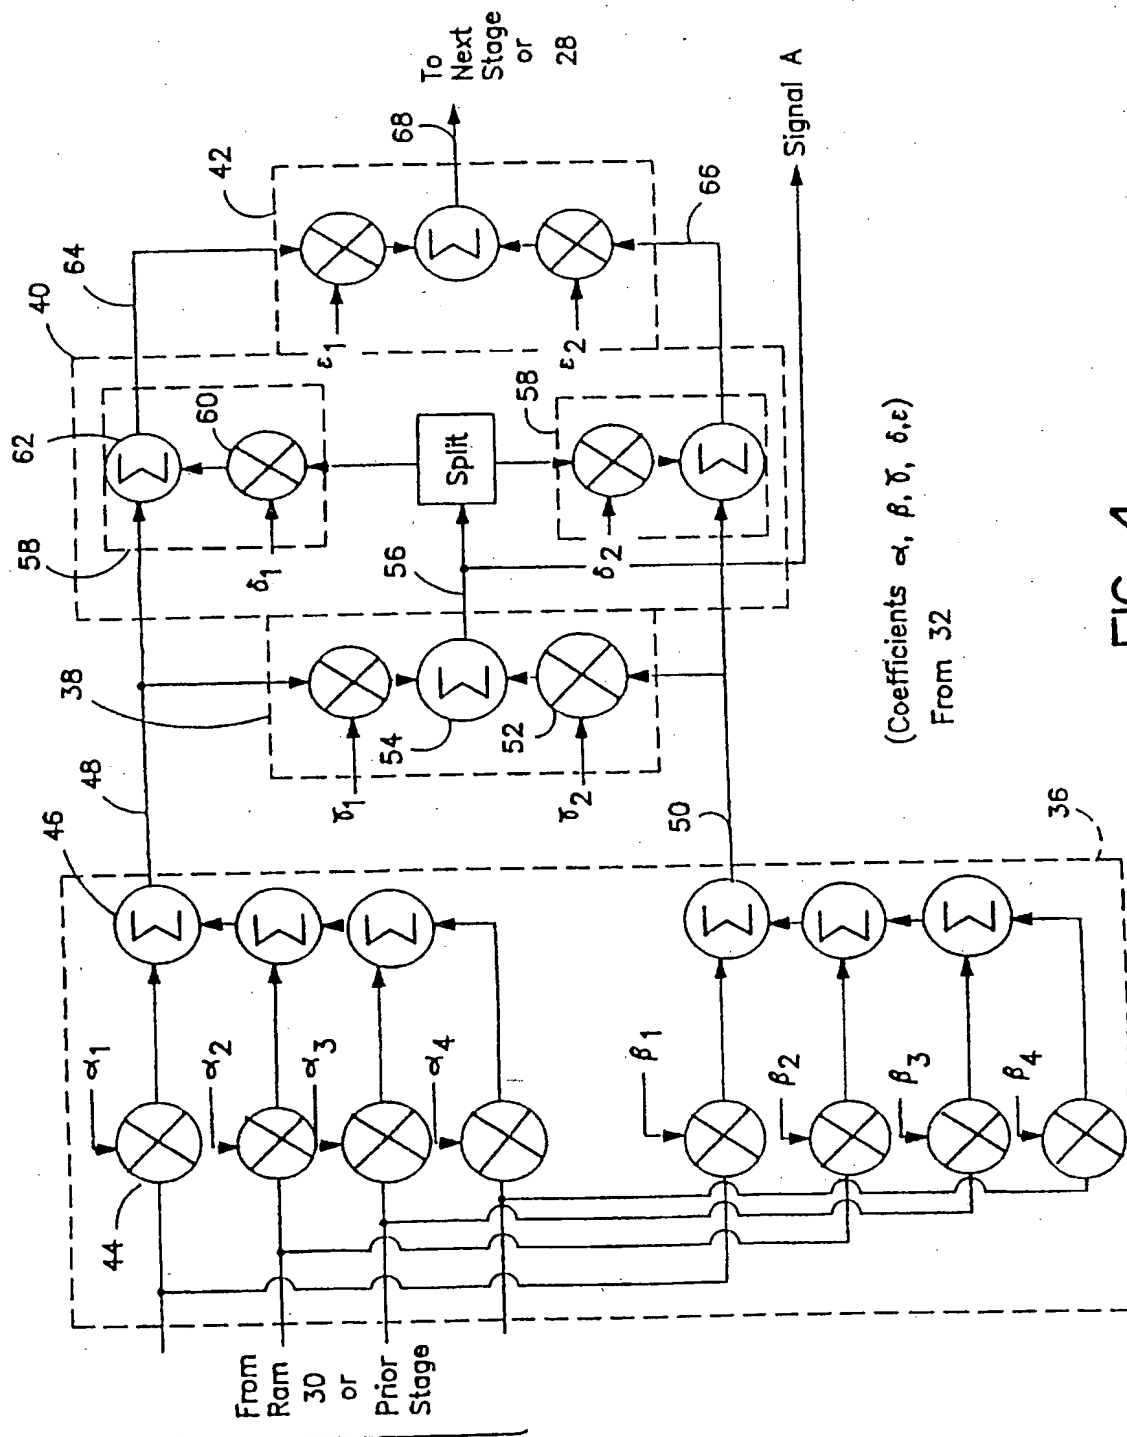 From
Ram
30
or
Prior
Stage
44
α1
α2
α3
α4
β1
β2
β3
β4
46
Σ
Σ
Σ
Σ
Σ
Σ
48
50
36
38
γ1
γ2
54
52
Σ
56
58
62
Σ
60
δ1
Split
58
δ2
Σ
40
64
66
42
ε1
ε2
Σ
68
To
Next
Stage
or
28
Signal A
(Coefficients α, β, γ, δ,ε)
From 32